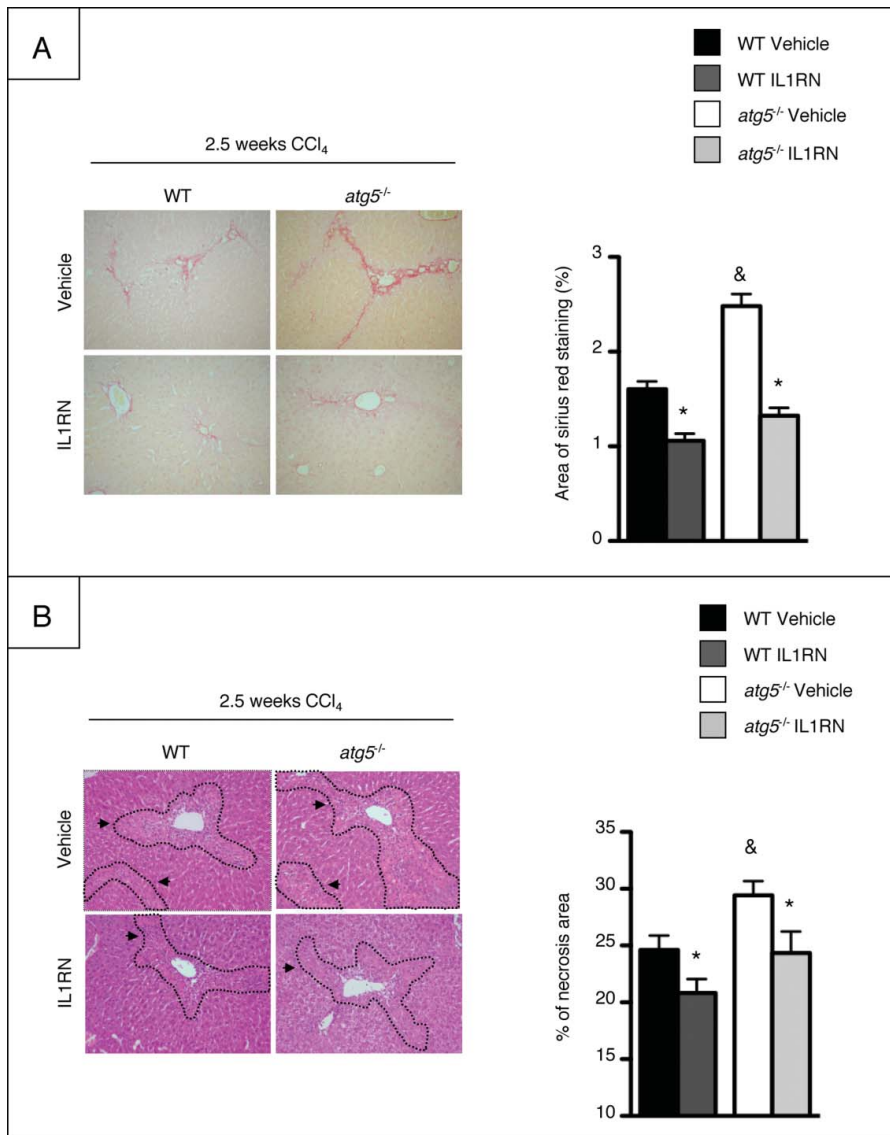 A
WT Vehicle
WT IL1RN
atg5-/- Vehicle
atg5-/- IL1RN
2.5 weeks CCl4
WT
atg5-/-
Vehicle
IL1RN
Area of sirius red staining (%)
3
2
1
0
*
&
*
B
WT Vehicle
WT IL1RN
atg5-/- Vehicle
atg5-/- IL1RN
2.5 weeks CCl4
WT
atg5-/-
Vehicle
IL1RN
% of necrosis area
35
30
25
20
15
10
*
&
*